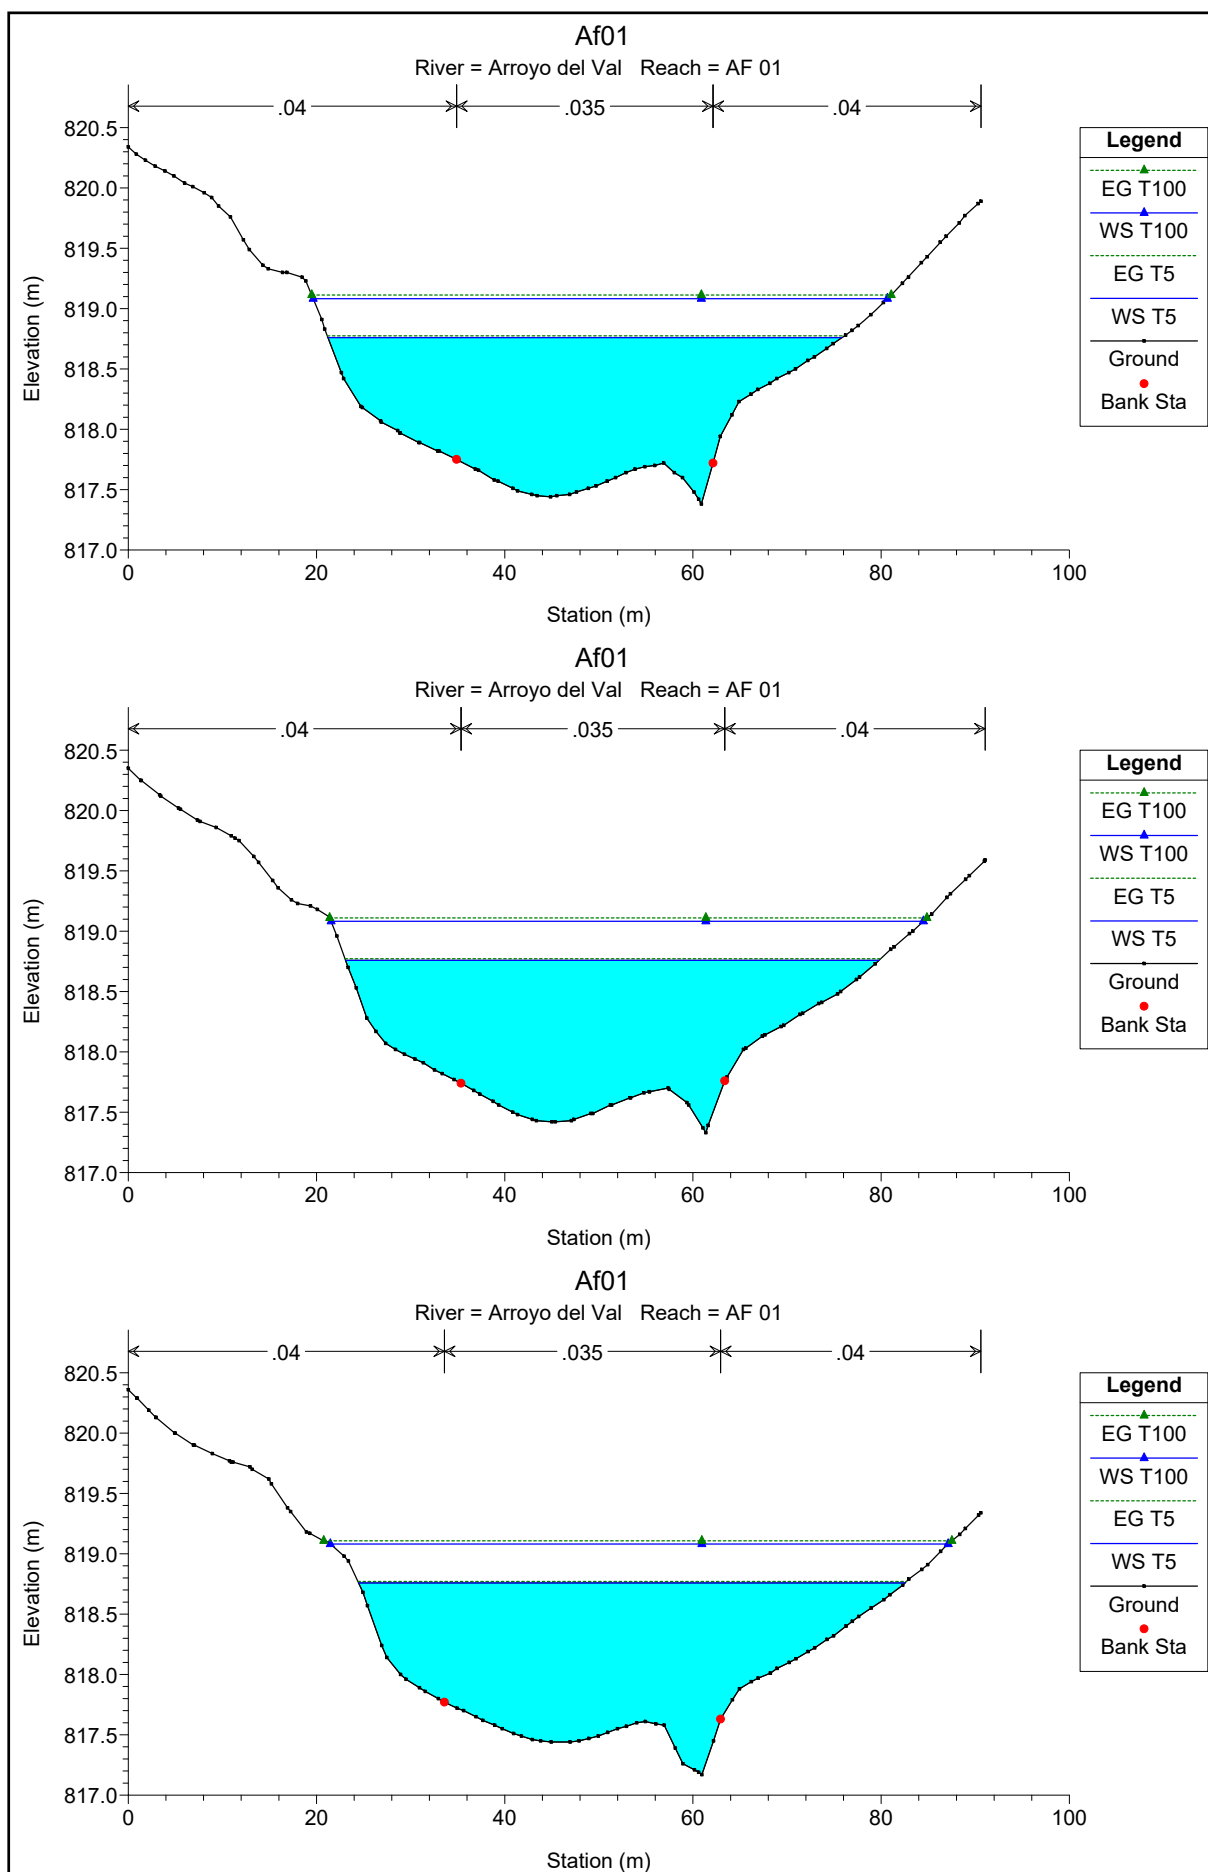 Af01
River = Arroyo del Val   Reach = AF 01
.04 .035 .04
820.5
820.0
819.5
819.0
818.5
818.0
817.5
817.0
Elevation (m)
0 20 40 60 80 100
Station (m)
Legend
EG T100
WS T100
EG T5
WS T5
Ground
Bank Sta
Af01
River = Arroyo del Val   Reach = AF 01
.04 .035 .04
820.5
820.0
819.5
819.0
818.5
818.0
817.5
817.0
Elevation (m)
0 20 40 60 80 100
Station (m)
Legend
EG T100
WS T100
EG T5
WS T5
Ground
Bank Sta
Af01
River = Arroyo del Val   Reach = AF 01
.04 .035 .04
820.5
820.0
819.5
819.0
818.5
818.0
817.5
817.0
Elevation (m)
0 20 40 60 80 100
Station (m)
Legend
EG T100
WS T100
EG T5
WS T5
Ground
Bank Sta